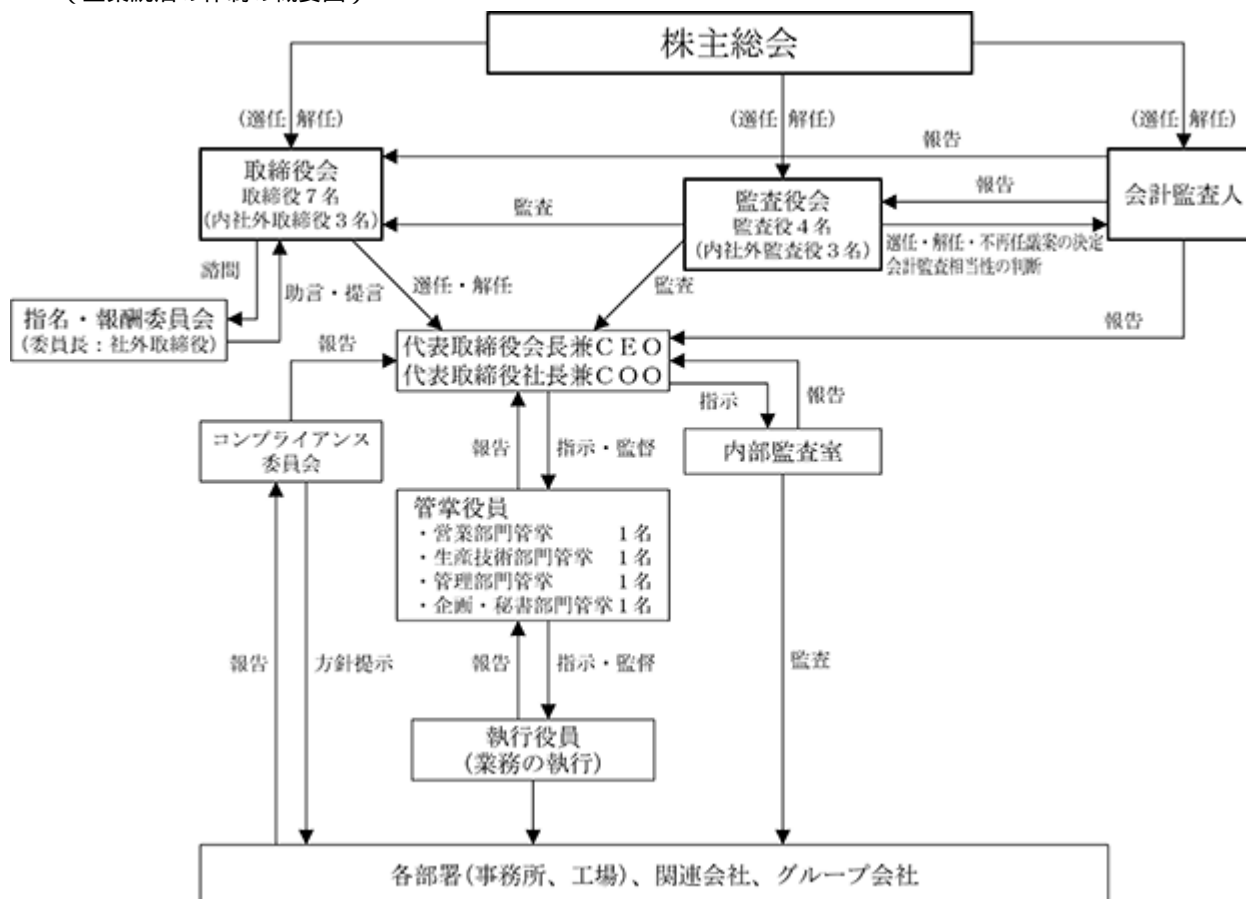 株主総会
(選任 解任)
(選任 解任)
(選任 解任)
報告
取締役会
取締役7名
(内社外取締役3名)
監査
監査役会
監査役4名
(内社外監査役3名)
報告
会計監査人
選任・解任・不再任議案の決定
会計監査相当性の判断
諮問
助言・提言
選任・解任
監査
報告
指名・報酬委員会
(委員長：社外取締役)
報告
代表取締役会長兼CEO
代表取締役社長兼COO
指示
報告
コンプライアンス
委員会
報告
指示・監督
内部監査室
管掌役員
・営業部門管掌 1名
・生産技術部門管掌 1名
・管理部門管掌 1名
・企画・秘書部門管掌1名
報告
方針提示
報告
指示・監督
監査
執行役員
(業務の執行)
各部署(事務所、工場)、関連会社、グループ会社